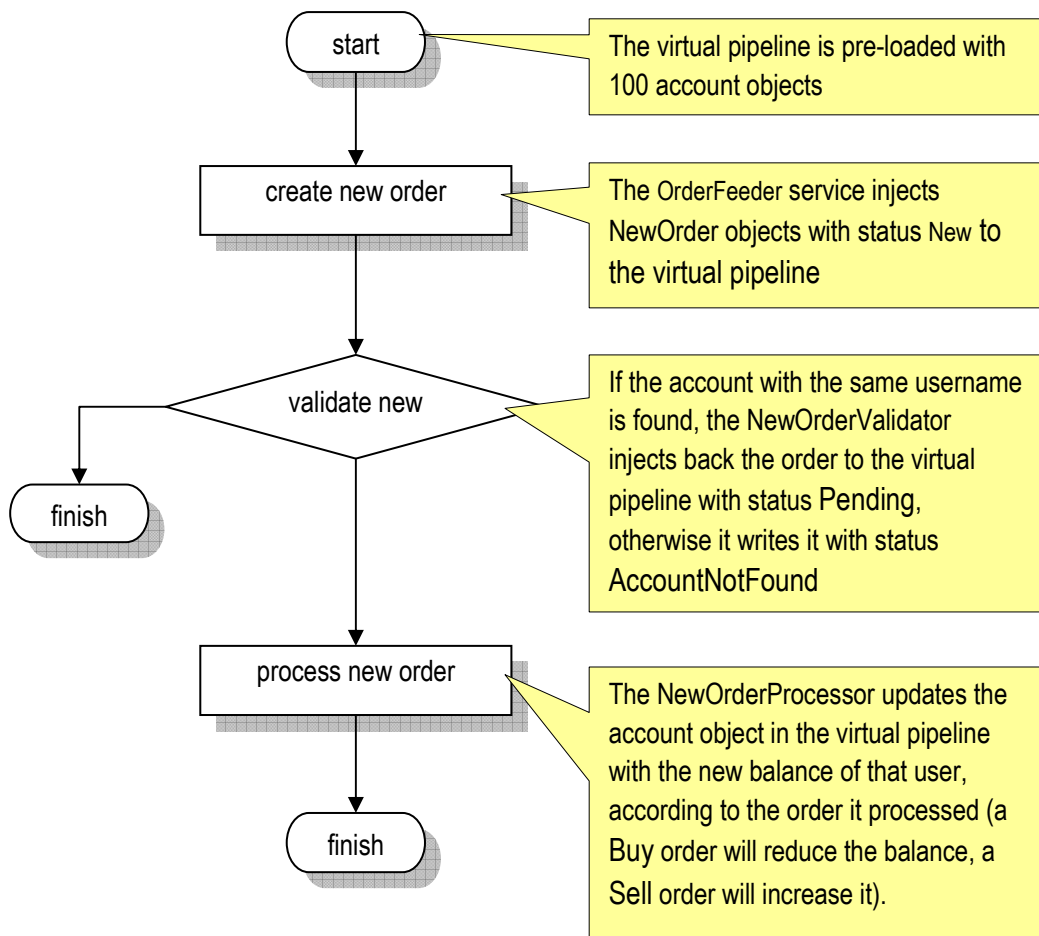 start
The virtual pipeline is pre-loaded with
100 account objects
create new order
The OrderFeeder service injects
NewOrder objects with status New to
the virtual pipeline
validate new
If the account with the same username
is found, the NewOrderValidator
injects back the order to the virtual
pipeline with status Pending,
otherwise it writes it with status
AccountNotFound
finish
process new order
The NewOrderProcessor updates the
account object in the virtual pipeline
with the new balance of that user,
according to the order it processed (a
Buy order will reduce the balance, a
Sell order will increase it).
finish